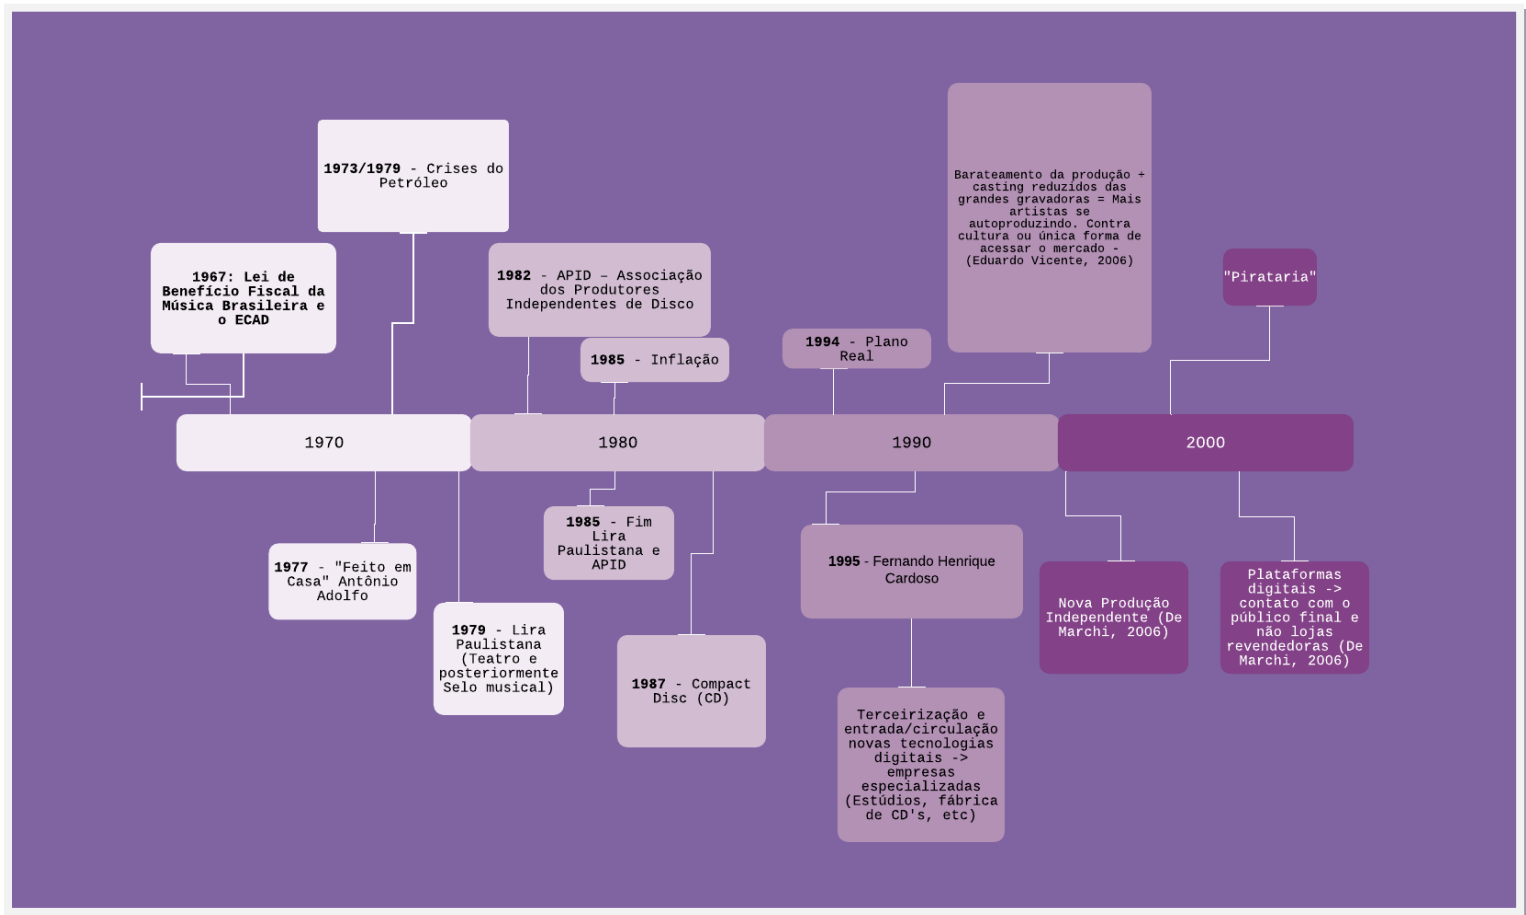 1973/1979 - Crises do
Petróleo
1967: Lei de
Benefício Fiscal da
Música Brasileira e
o ECAD
1982 - APID – Associação
dos Produtores
Independentes de Disco
1985 - Inflação
1994 - Plano
Real
Barateamento da produção +
casting reduzidos das
grandes gravadoras = Mais
artistas se
autoproduzindo. Contra
cultura ou única forma de
acessar o mercado -
(Eduardo Vicente, 2006)
"Pirataria"
1970
1980
1990
2000
1977 - "Feito em
Casa" Antônio
Adolfo
1979 - Lira
Paulistana
(Teatro e
posteriormente
Selo musical)
1985 - Fim
Lira
Paulistana e
APID
1987 - Compact
Disc (CD)
1995 - Fernando Henrique
Cardoso
Terceirização e
entrada/circulação
novas tecnologias
digitais ->
empresas
especializadas
(Estúdios, fábrica
de CD's, etc)
Nova Produção
Independente (De
Marchi, 2006)
Plataformas
digitais ->
contato com o
público final e
não lojas
revendedoras (De
Marchi, 2006)